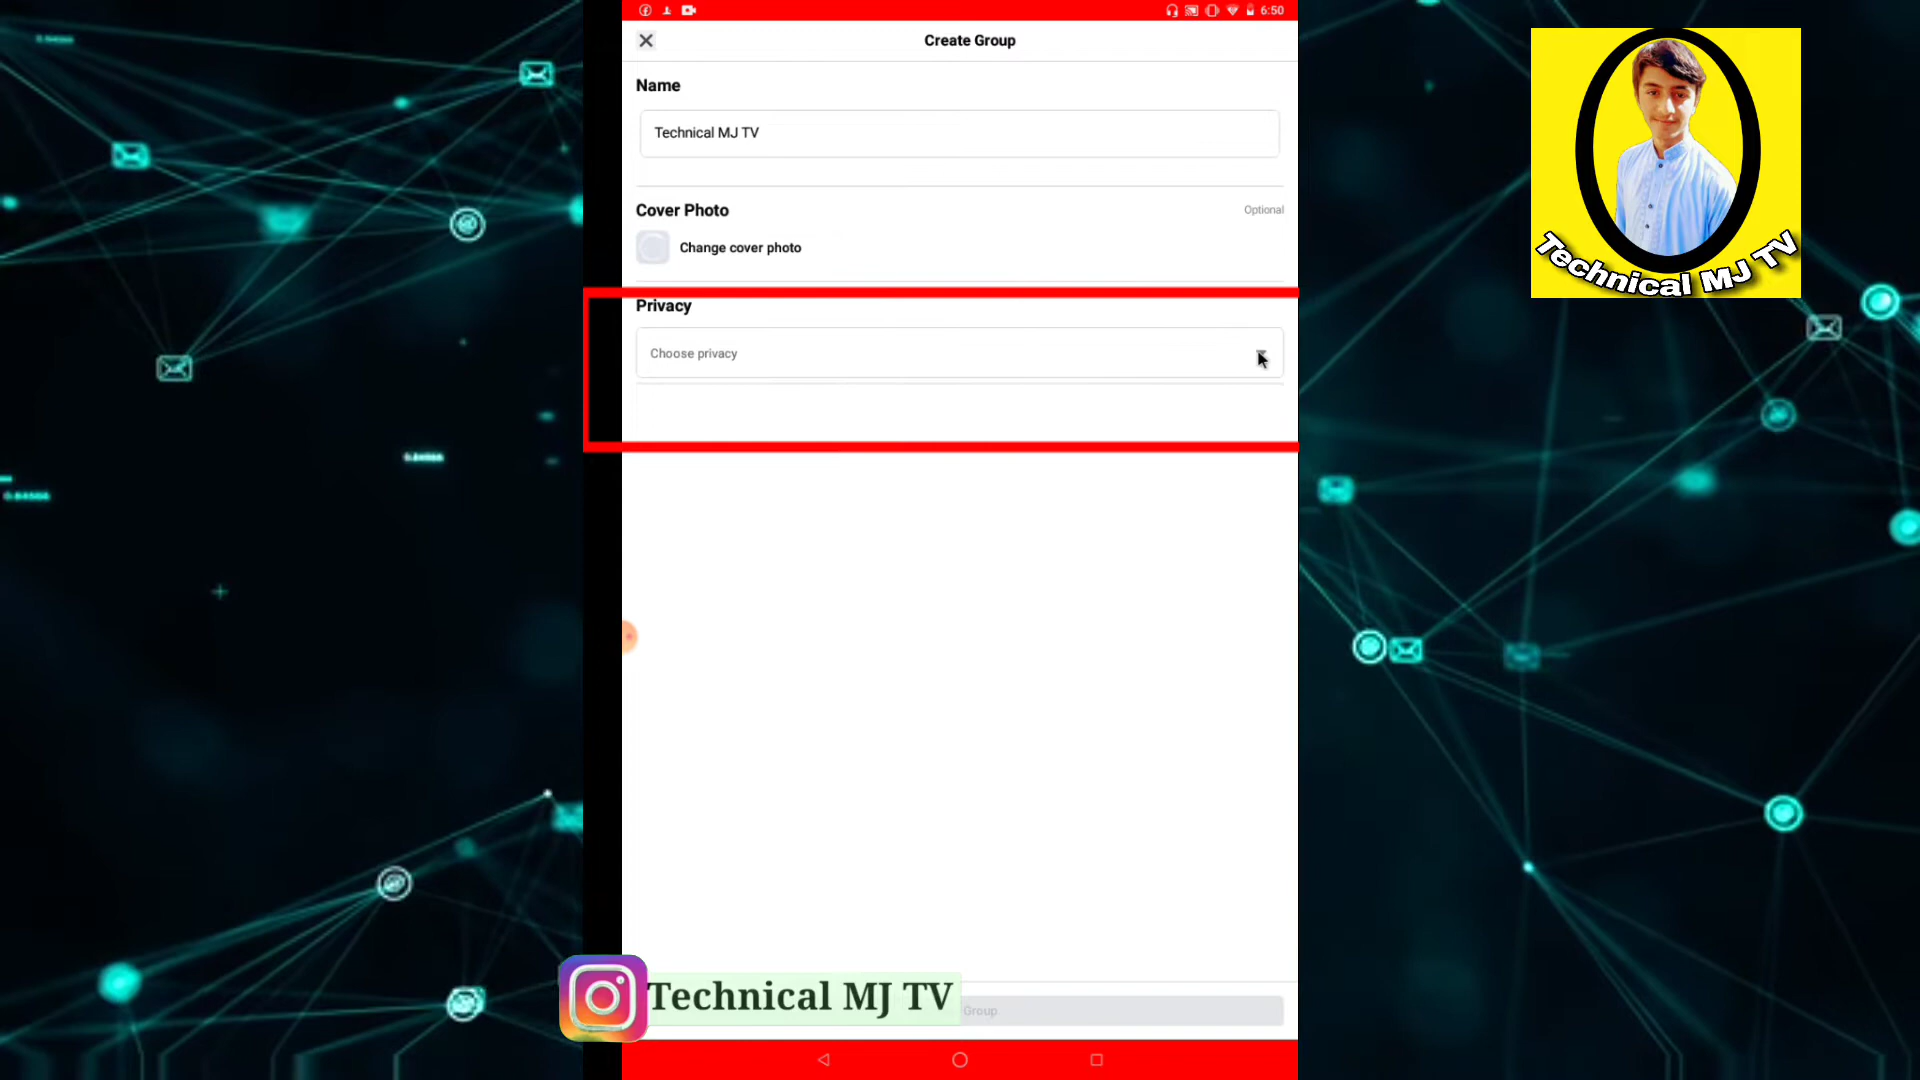 6:50
Create Group
Name
Technical MJ TV
Cover Photo
Optional
Change cover photo
Privacy
Choose privacy
Technical MJ TV
Group
Technical MJ TV